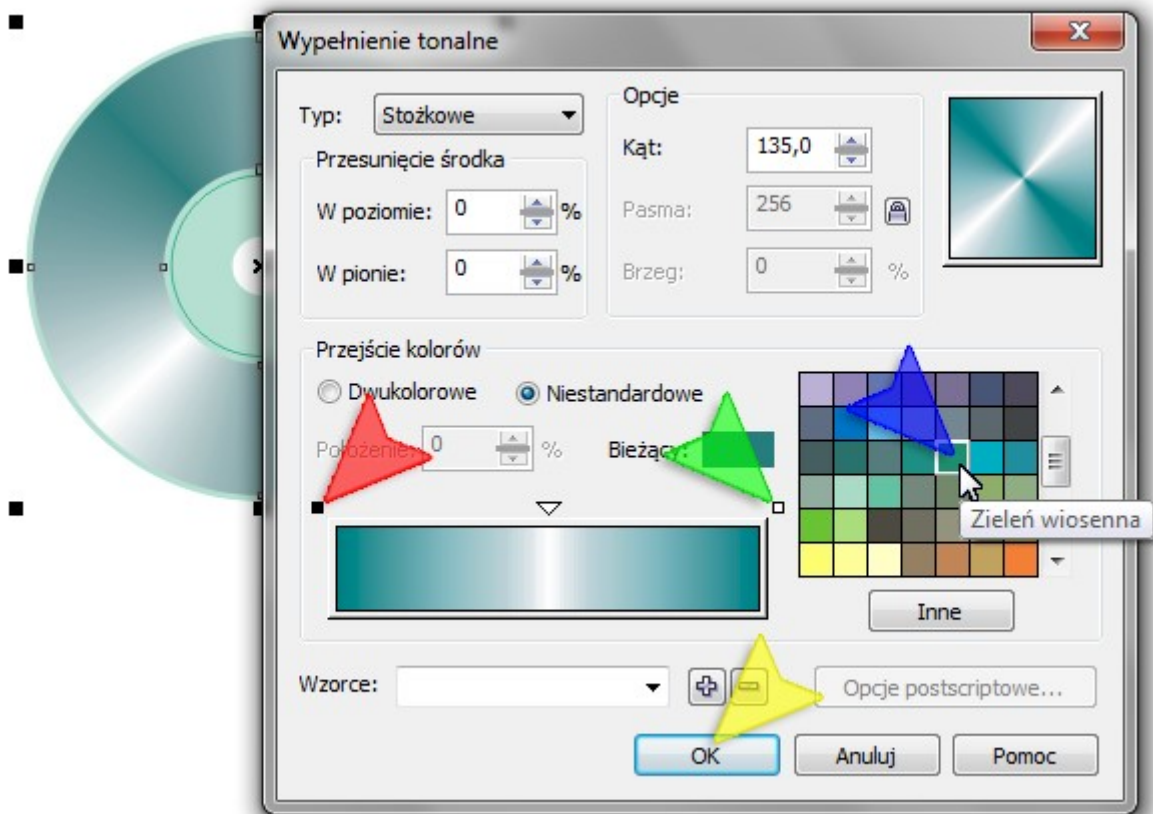 Wypełnienie tonalne
Typ: Stożkowe
Opcje
Kąt: 135,0
Przesunięcie środka
W poziomie: 0 %
Pasma: 256
W pionie: 0 %
Brzeg: 0 %
Przejście kolorów
Dwukolorowe Niestandardowe
Położenie: 0 % Bieżący:
Zieleń wiosenna
Inne
Wzorce: Opcje postscriptowe...
OK Anuluj Pomoc